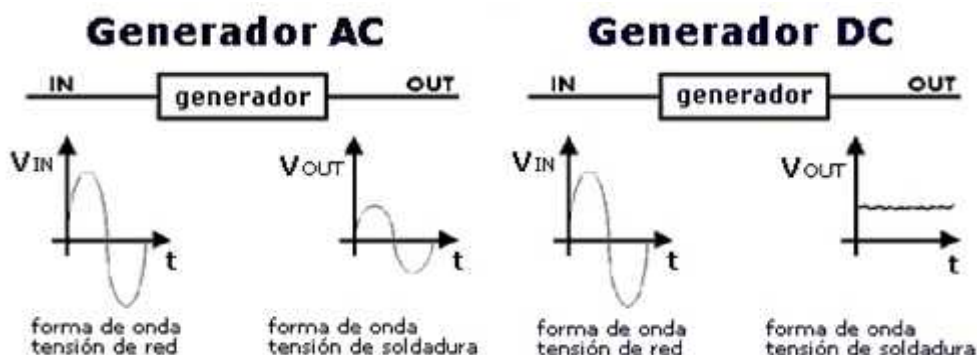 Generador AC
IN
generador
OUT
VIN
t
VOUT
t
forma de onda
tensión de red
forma de onda
tensión de soldadura
Generador DC
IN
generador
OUT
VIN
t
VOUT
t
forma de onda
tensión de red
forma de onda
tensión de soldadura